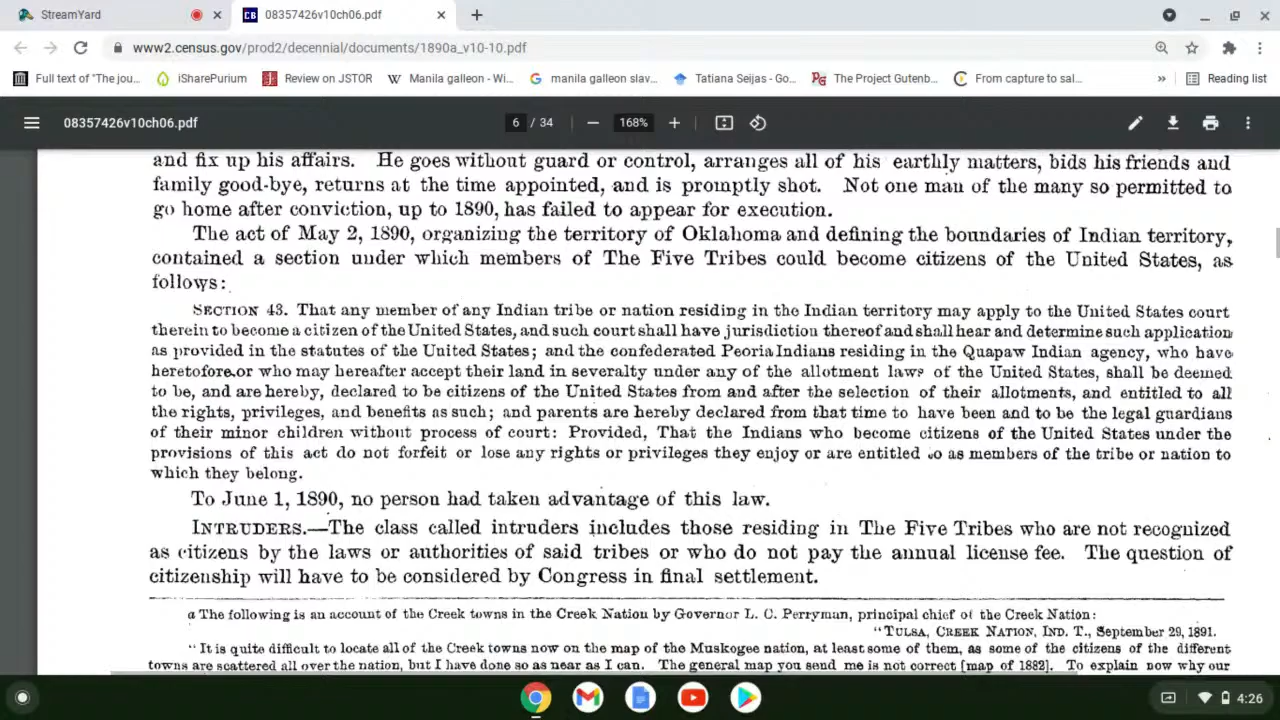 StreamYard
08357426v10ch06.pdf
www2.census.gov/prod2/decennial/documents/1890a_v10-10.pdf
Full text of "The jou...
iSharePurium
Review on JSTOR
Manila galleon - Wi...
manila galleon slav...
Tatiana Seijas - Go...
The Project Gutenb...
From capture to sal...
»
Reading list
08357426v10ch06.pdf
6 / 34
168%
and fix up his affairs. He goes without guard or control, arranges all of his earthly matters, bids his friends and
family good-bye, returns at the time appointed, and is promptly shot. Not one man of the many so permitted to
go home after conviction, up to 1890, has failed to appear for execution.
The act of May 2, 1890, organizing the territory of Oklahoma and defining the boundaries of Indian territory,
contained a section under which members of The Five Tribes could become citizens of the United States, as
follows:
SECTION 43. That any member of any Indian tribe or nation residing in the Indian territory may apply to the United States court
therein to become a citizen of the United States, and such court shall have jurisdiction thereof and shall hear and determine such application
as provided in the statutes of the United States; and the confederated Peoria Indians residing in the Quapaw Indian agency, who have
heretofore or who may hereafter accept their land in severalty under any of the allotment laws of the United States, shall be deemed
to be, and are hereby, declared to be citizens of the United States from and after the selection of their allotments, and entitled to all
the rights, privileges, and benefits as such; and parents are hereby declared from that time to have been and to be the legal guardians
of their minor children without process of court: Provided, That the Indians who become citizens of the United States under the
provisions of this act do not forfeit or lose any rights or privileges they enjoy or are entitled to as members of the tribe or nation to
which they belong.
To June 1, 1890, no person had taken advantage of this law.
INTRUDERS.—The class called intruders includes those residing in The Five Tribes who are not recognized
as citizens by the laws or authorities of said tribes or who do not pay the annual license fee. The question of
citizenship will have to be considered by Congress in final settlement.
a The following is an account of the Creek towns in the Creek Nation by Governor L. C. Perryman, principal chief of the Creek Nation:
"TULSA, CREEK NATION, IND. T., September 29, 1891.
"It is quite difficult to locate all of the Creek towns now on the map of the Muskogee nation, at least some of them, as some of the citizens of the different
towns are scattered all over the nation, but I have done so as near as I can. The general map you send me is not correct [map of 1882]. To explain now why our
4:26